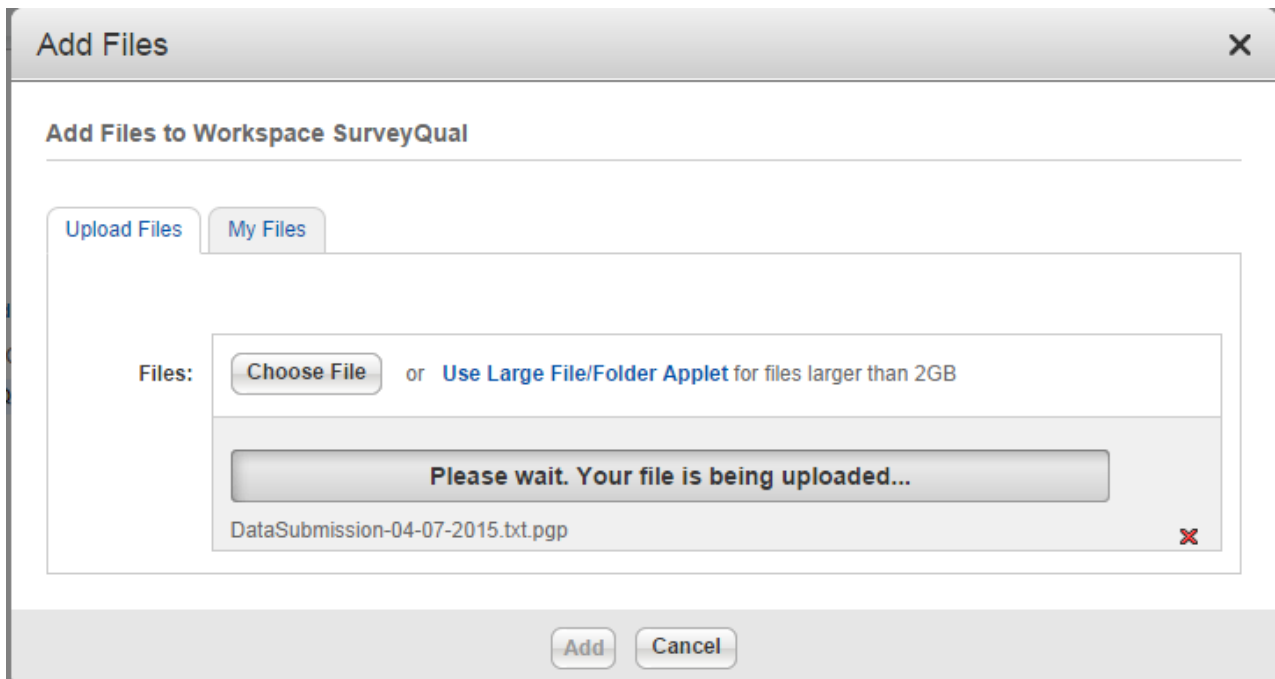 Add Files
Add Files to Workspace SurveyQual
Upload Files My Files
Files: Choose File or Use Large File/Folder Applet for files larger than 2GB
Please wait. Your file is being uploaded...
DataSubmission-04-07-2015.txt.pgp
Add Cancel